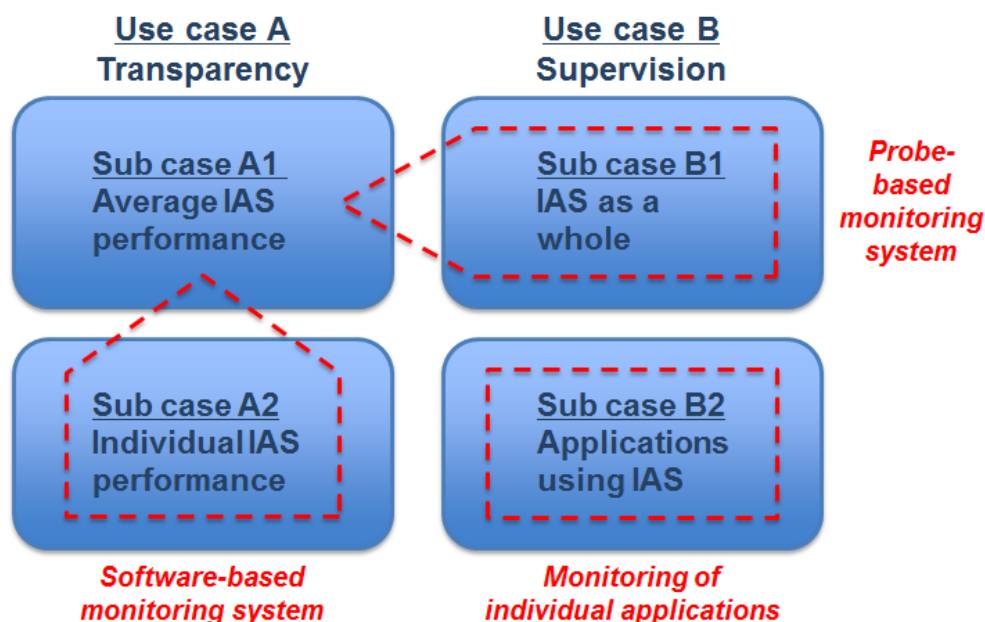 Use case A
Transparency
Use case B
Supervision
Sub case A1
Average IAS
performance
Sub case B1
IAS as a
whole
Probe-
based
monitoring
system
Sub case A2
Individual IAS
performance
Sub case B2
Applications
using IAS
Software-based
monitoring system
Monitoring of
individual applications